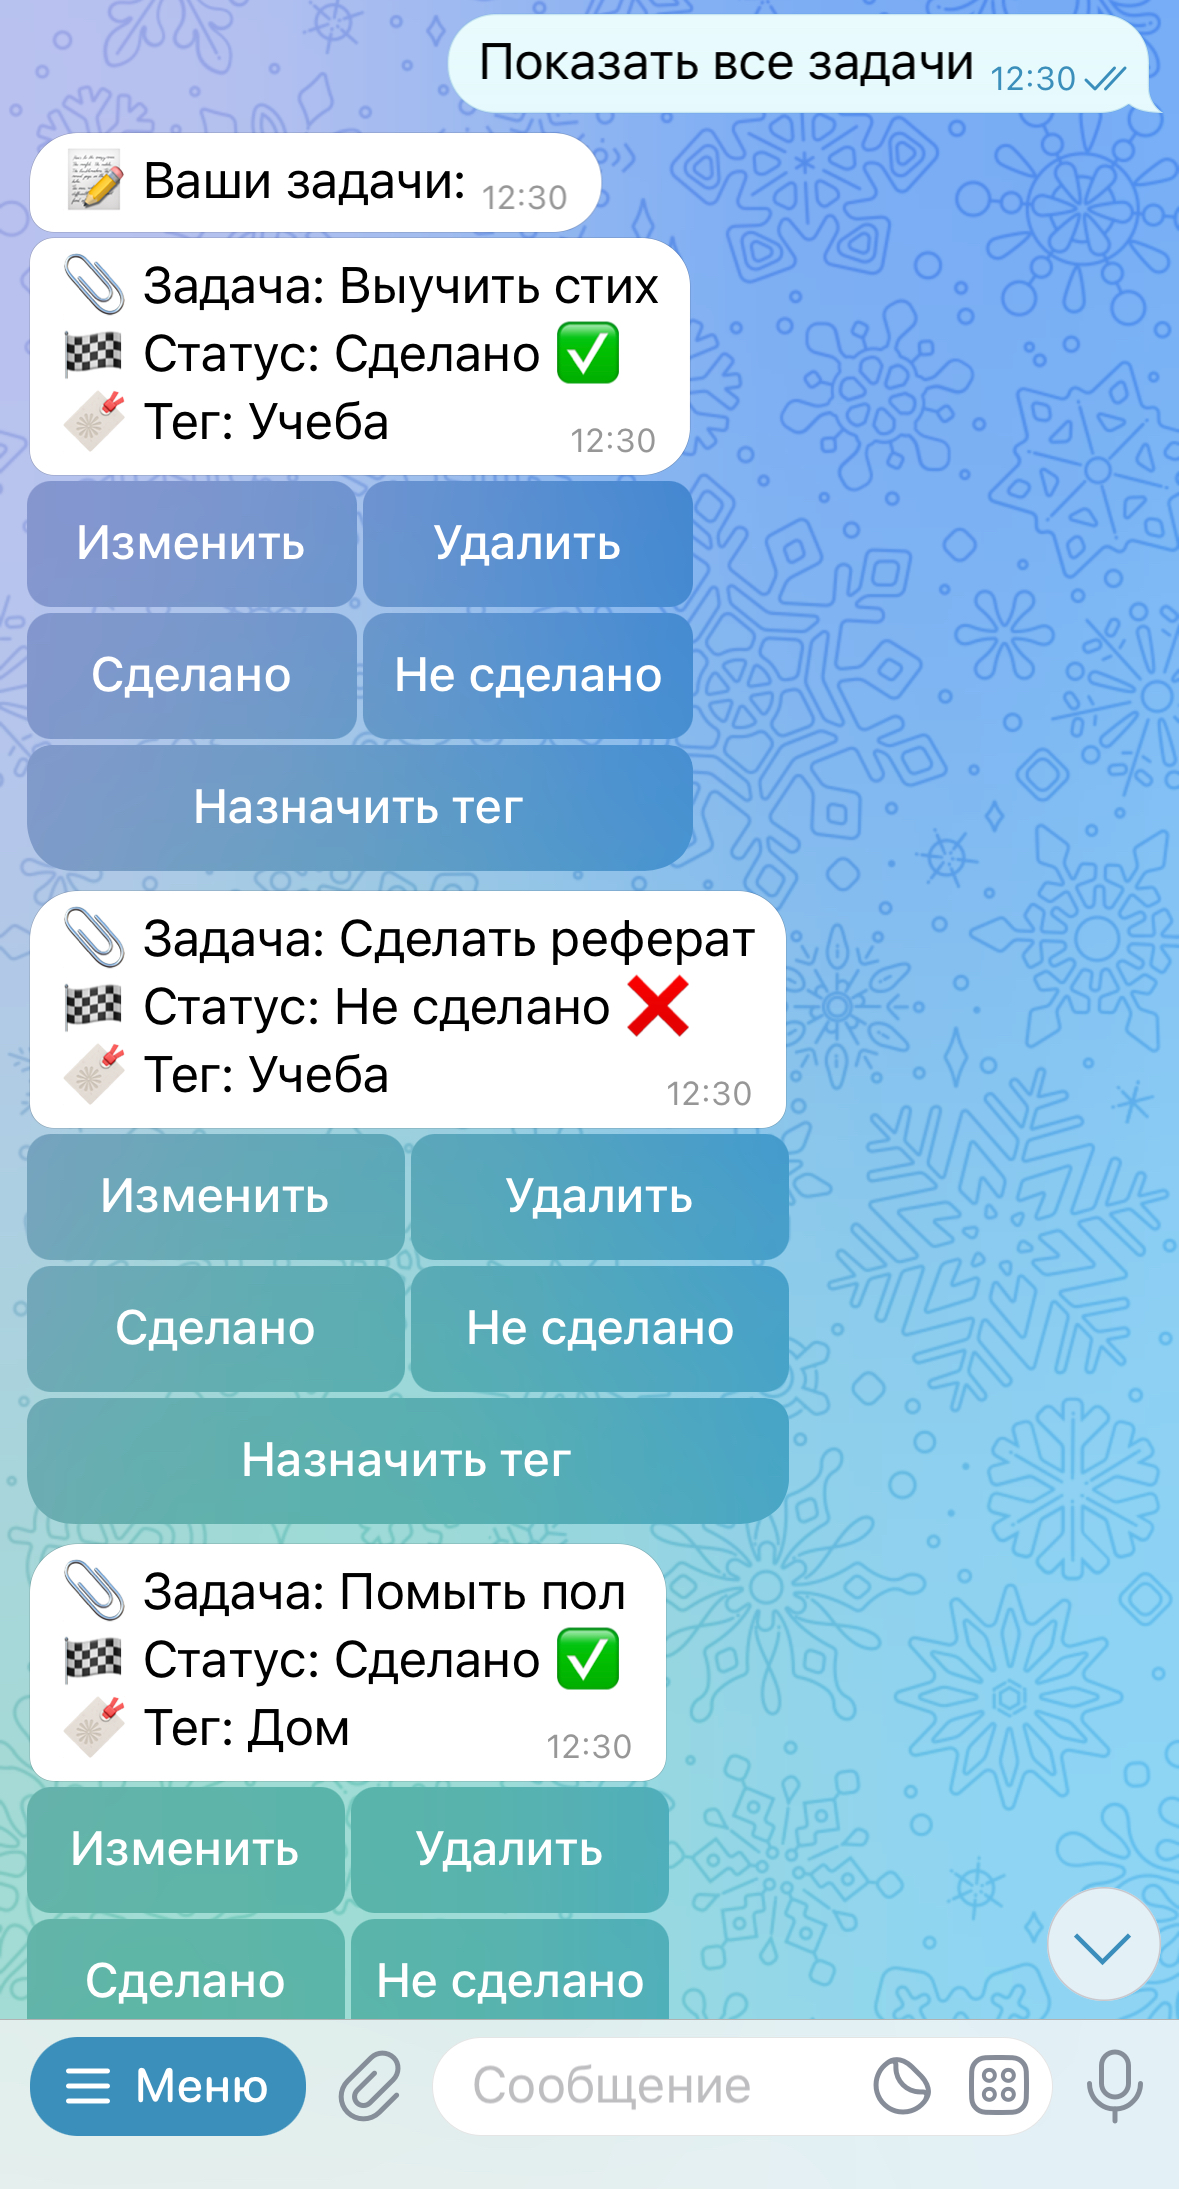 Показать все задачи 12:30
Ваши задачи: 12:30
Задача: Выучить стих
Статус: Сделано
Тег: Учеба 12:30
Изменить Удалить
Сделано Не сделано
Назначить тег
Задача: Сделать реферат
Статус: Не сделано
Тег: Учеба 12:30
Изменить Удалить
Сделано Не сделано
Назначить тег
Задача: Помыть пол
Статус: Сделано
Тег: Дом 12:30
Изменить Удалить
Сделано Не сделано
Меню Сообщение